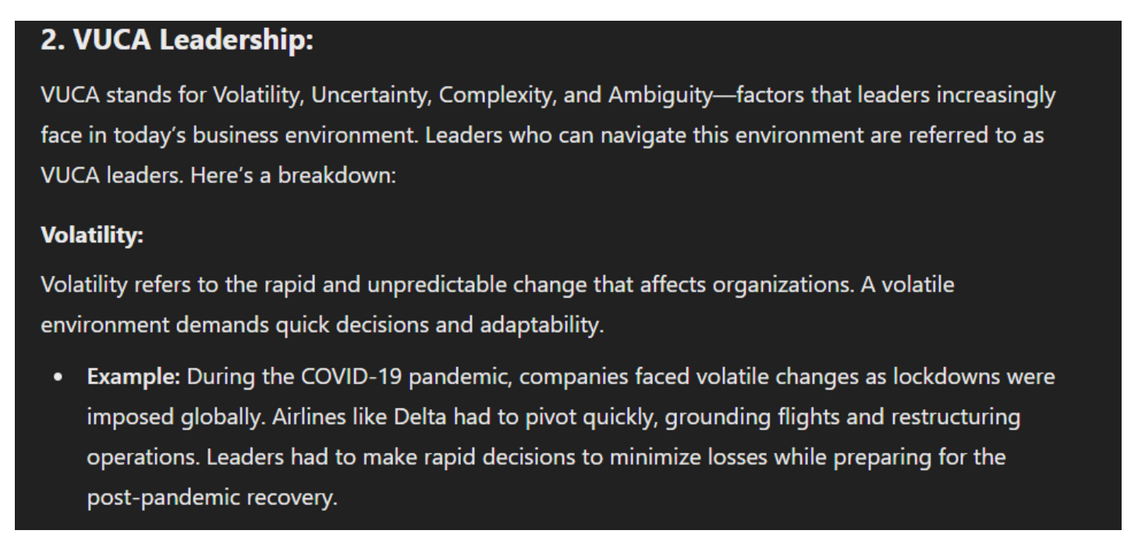 2. VUCA Leadership:
VUCA stands for Volatility, Uncertainty, Complexity, and Ambiguity—factors that leaders increasingly
face in today’s business environment. Leaders who can navigate this environment are referred to as
VUCA leaders. Here’s a breakdown:
Volatility:
Volatility refers to the rapid and unpredictable change that affects organizations. A volatile
environment demands quick decisions and adaptability.
• Example: During the COVID-19 pandemic, companies faced volatile changes as lockdowns were
imposed globally. Airlines like Delta had to pivot quickly, grounding flights and restructuring
operations. Leaders had to make rapid decisions to minimize losses while preparing for the
post-pandemic recovery.